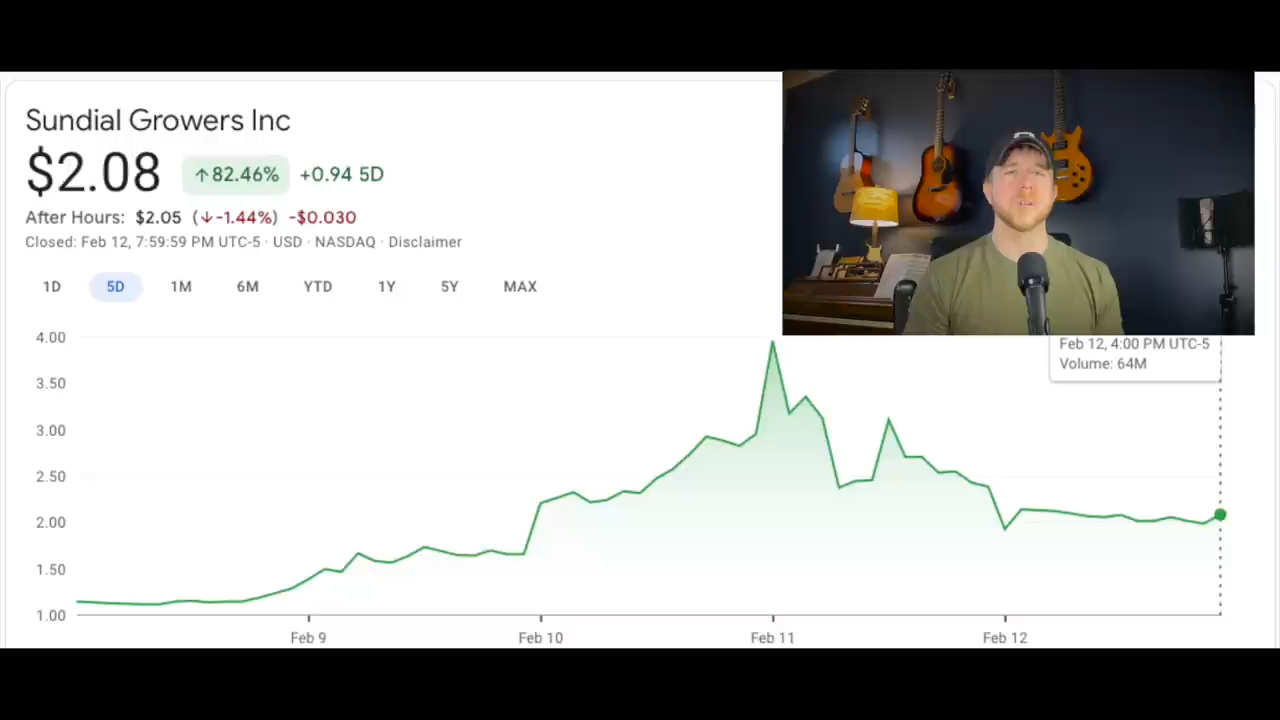 Sundial Growers Inc
$2.08 ↑82.46% +0.94 5D
After Hours: $2.05 (↓-1.44%) -$0.030
Closed: Feb 12, 7:59:59 PM UTC-5 · USD · NASDAQ · Disclaimer
1D 5D 1M 6M YTD 1Y 5Y MAX
4.00
3.50
3.00
2.50
2.00
1.50
1.00
Feb 12, 4:00 PM UTC-5
Volume: 64M
Feb 9 Feb 10 Feb 11 Feb 12